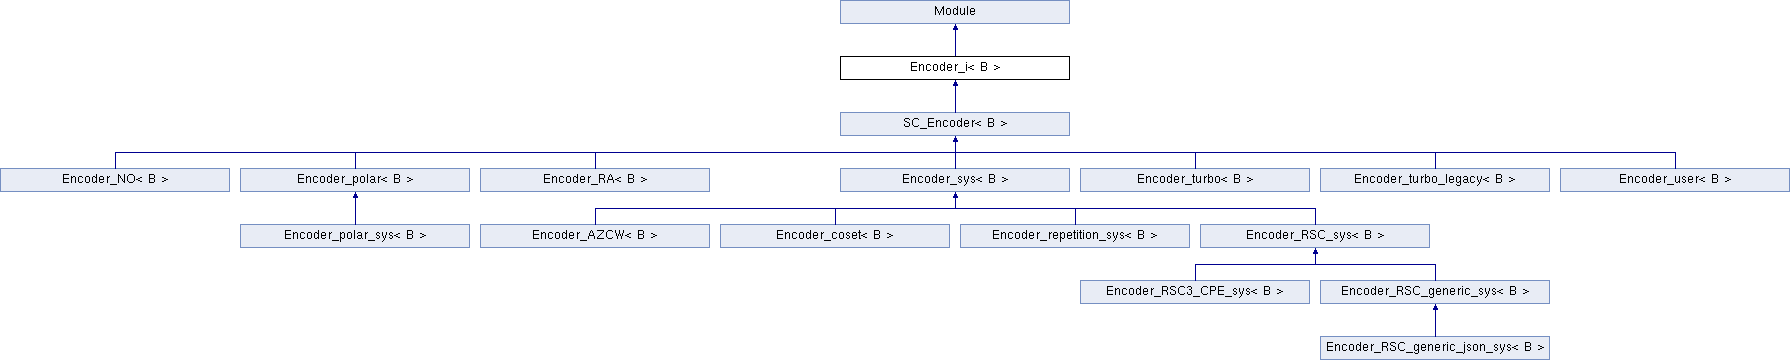 Module
Encoder_i< B >
SC_Encoder< B >
Encoder_NO< B >
Encoder_polar< B >
Encoder_RA< B >
Encoder_sys< B >
Encoder_turbo< B >
Encoder_turbo_legacy< B >
Encoder_user< B >
Encoder_polar_sys< B >
Encoder_AZCW< B >
Encoder_coset< B >
Encoder_repetition_sys< B >
Encoder_RSC_sys< B >
Encoder_RSC3_CPE_sys< B >
Encoder_RSC_generic_sys< B >
Encoder_RSC_generic_json_sys< B >